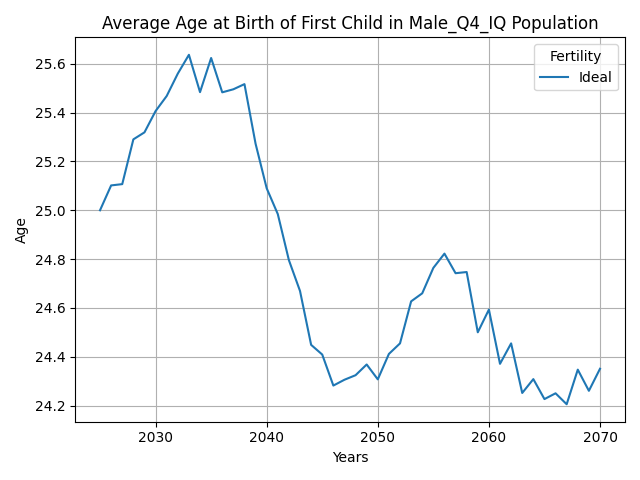 Average Age at Birth of First Child in Male_Q4_IQ Population
Fertility
Ideal
25.6
25.4
25.2
25.0
24.8
24.6
24.4
24.2
Age
2030
2040
2050
2060
2070
Years